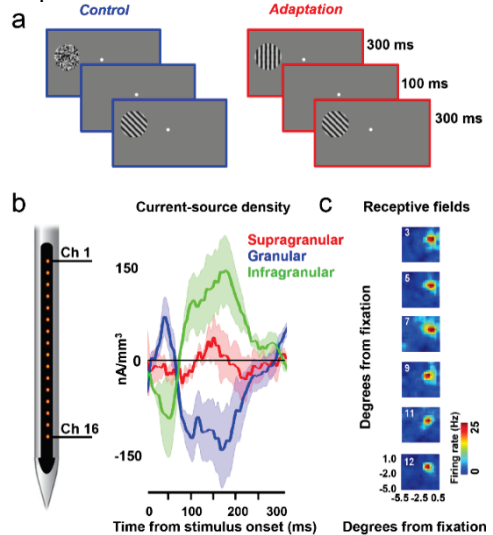 Control
Adaptation
a
300 ms
100 ms
300 ms
b
Current-source density
c
Receptive fields
Ch 1
Ch 16
Supragranular
Granular
Infragranular
nA/mm³
150
0
-150
0
100
200
300
Time from stimulus onset (ms)
3
5
7
9
11
12
Degrees from fixation
Firing rate (Hz)
25
0
1.0
-2.0
-5.0
-5.5 -2.5 0.5
Degrees from fixation